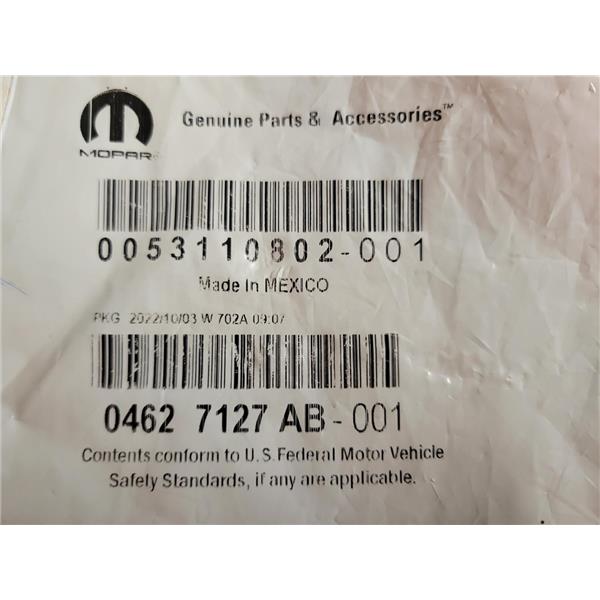 MOPAR
Genuine Parts & Accessories™
0053110802-001
Made In MEXICO
PKG 2022/10/03 W 702A 09:07
0462 7127 AB - 001
Contents conform to U.S. Federal Motor Vehicle
Safety Standards, if any are applicable.